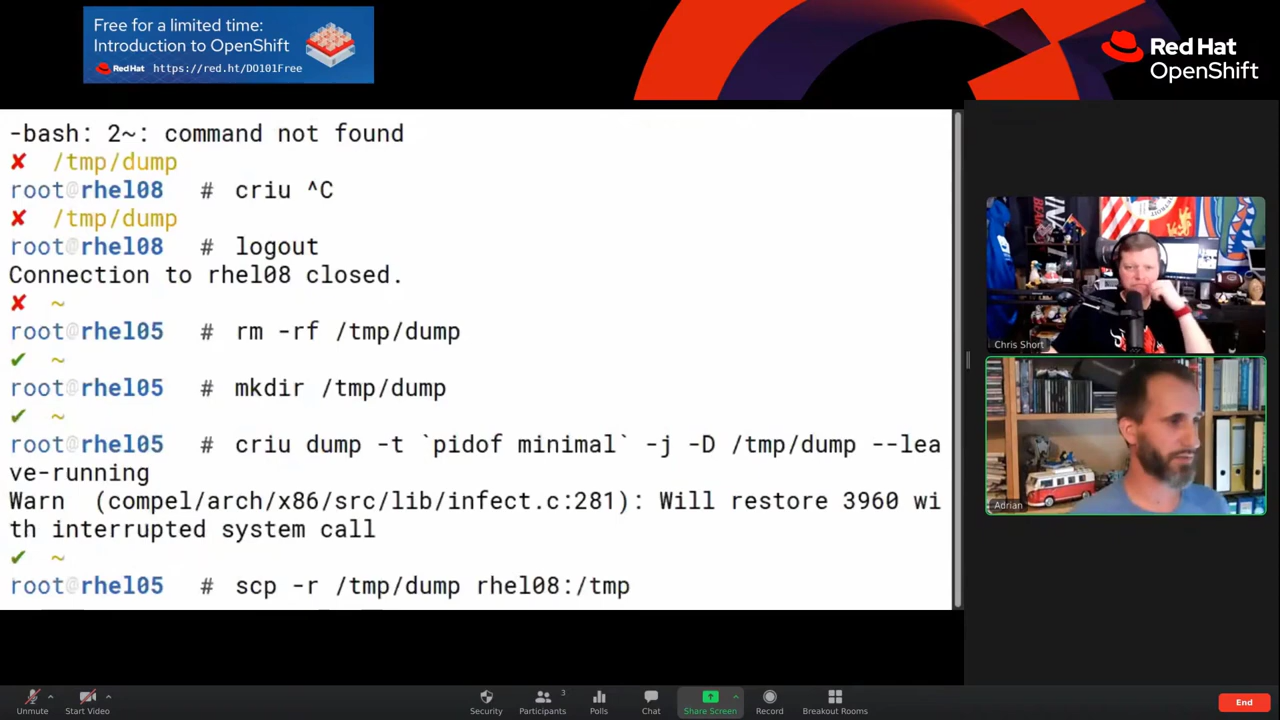 Free for a limited time:
Introduction to OpenShift
Red Hat https://red.ht/DO101Free
Red Hat
OpenShift
-bash: 2~: command not found
✘ /tmp/dump
root@rhel08 # criu ^C
✘ /tmp/dump
root@rhel08 # logout
Connection to rhel08 closed.
✘ ~
root@rhel05 # rm -rf /tmp/dump
✔ ~
root@rhel05 # mkdir /tmp/dump
✔ ~
root@rhel05 # criu dump -t `pidof minimal` -j -D /tmp/dump --lea
ve-running
Warn (compel/arch/x86/src/lib/infect.c:281): Will restore 3960 wi
th interrupted system call
✔ ~
root@rhel05 # scp -r /tmp/dump rhel08:/tmp
Chris Short
Adrian
Unmute
Start Video
Security
Participants 3
Polls
Chat
Share Screen
Record
Breakout Rooms
End